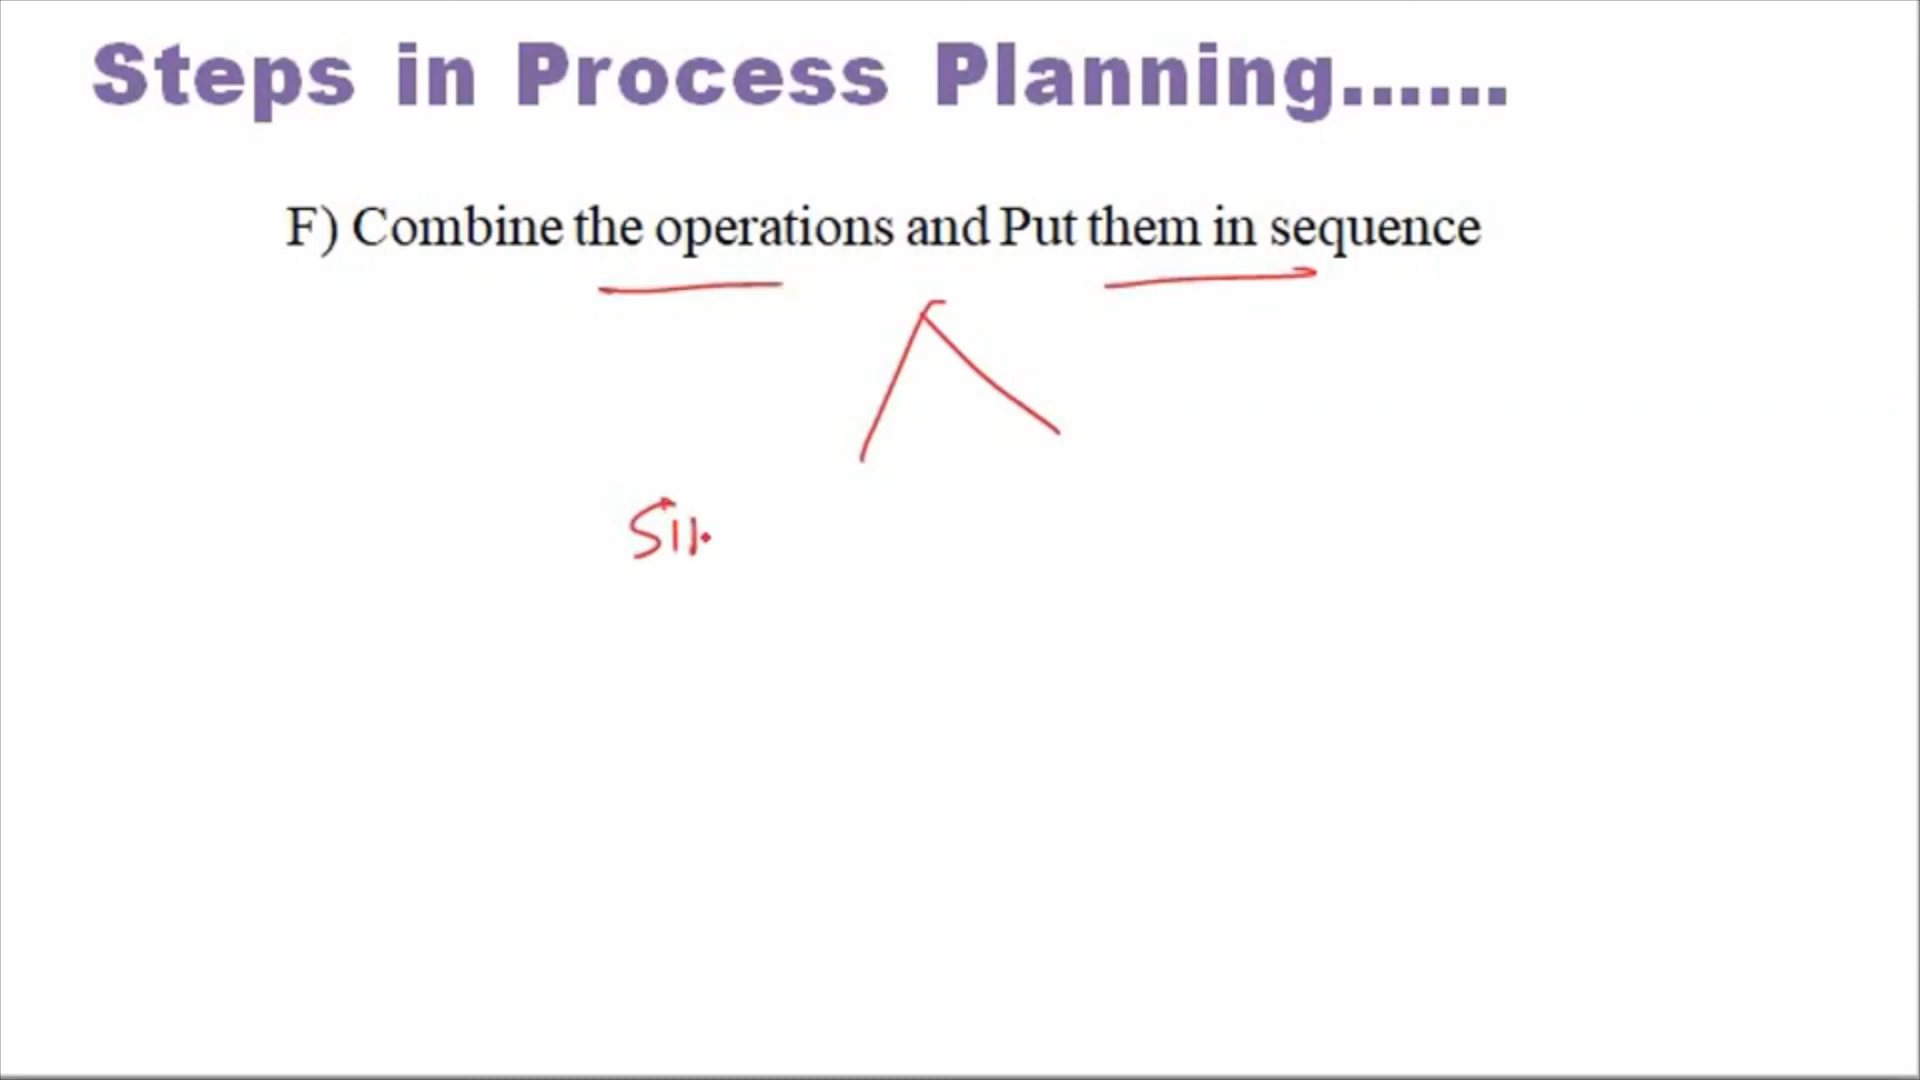 Steps in Process Planning......
F) Combine the operations and Put them in sequence